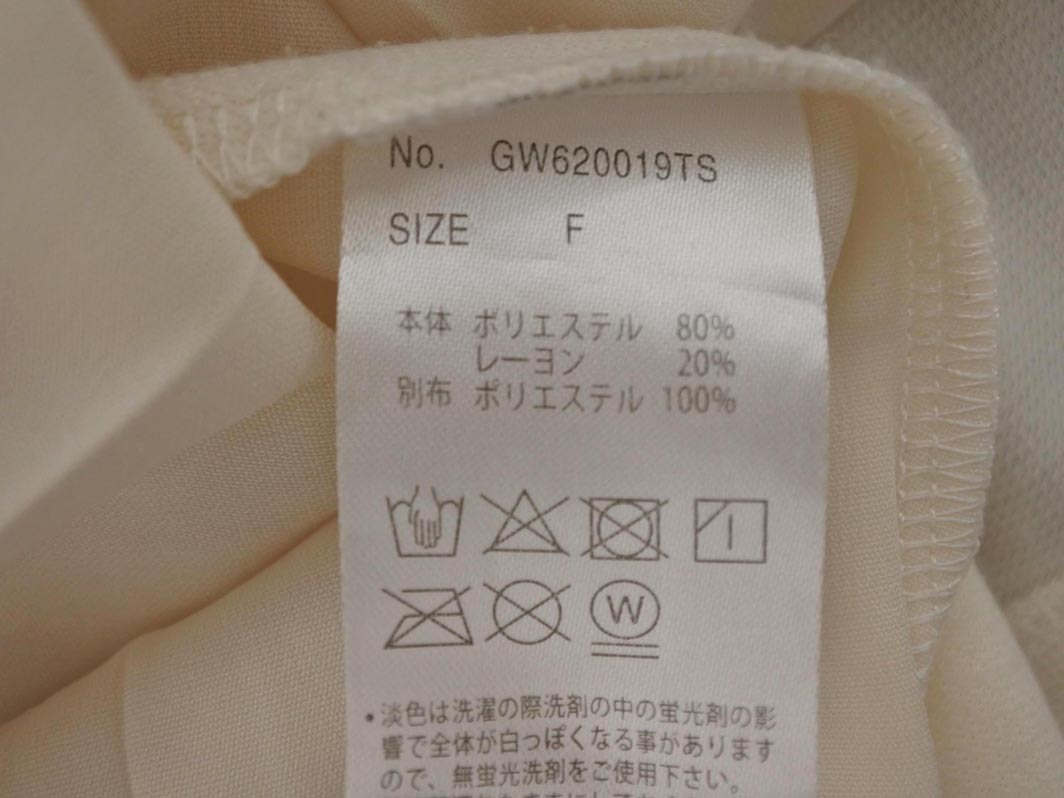 No. GW620019TS
SIZE F
本体 ポリエステル 80%
レーヨン 20%
別布 ポリエステル 100%
W
・淡色は洗濯の際洗剤の中の蛍光剤の影
響で全体が白っぽくなる事があります
ので、無蛍光洗剤をご使用下さい。